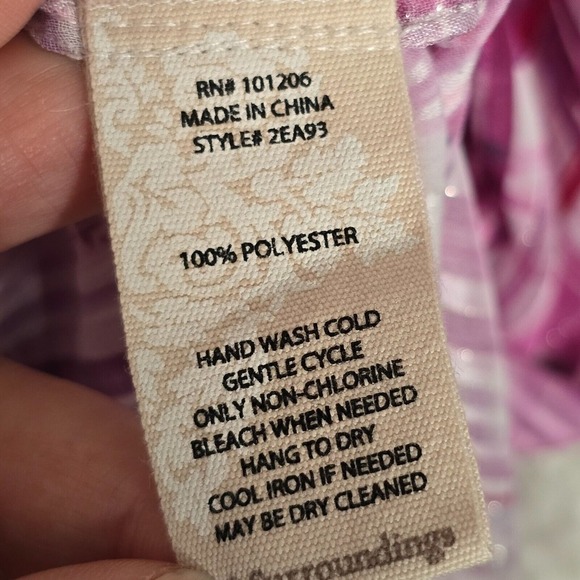 RN# 101206
MADE IN CHINA
STYLE# 2EA93
100% POLYESTER
HAND WASH COLD
GENTLE CYCLE
ONLY NON-CHLORINE
BLEACH WHEN NEEDED
HANG TO DRY
COOL IRON IF NEEDED
MAY BE DRY CLEANED
Surroundings